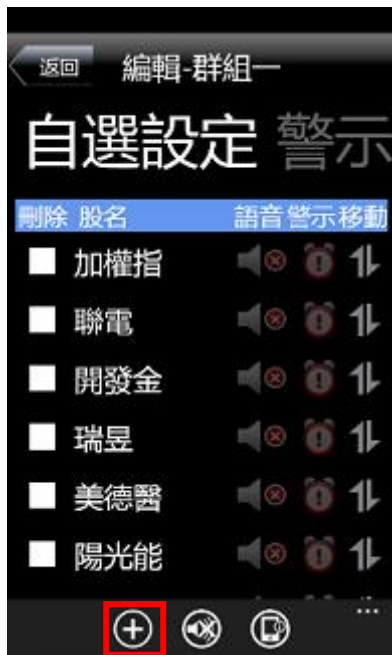 返回 編輯-群組一
自選設定 警示
刪除 股名 語音 警示 移動
加權指
聯電
開發金
瑞昱
美德醫
陽光能
...